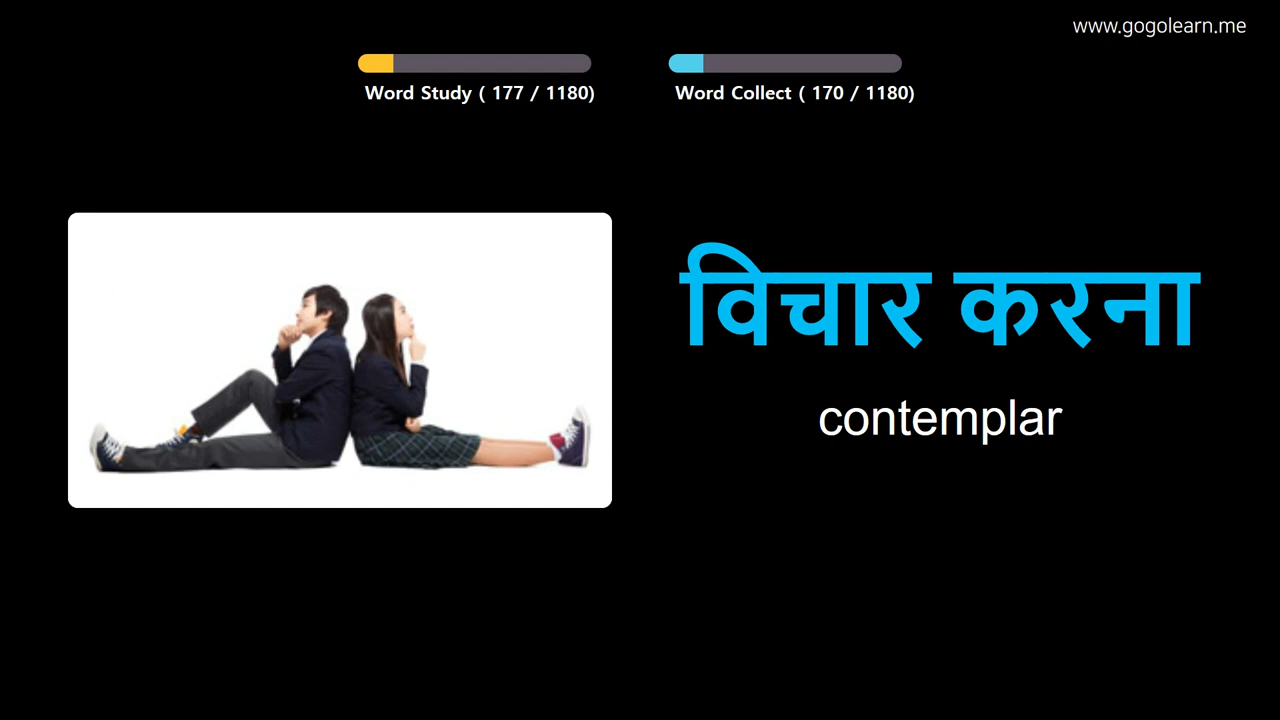 www.gogolearn.me
Word Study ( 177 / 1180)
Word Collect ( 170 / 1180)
विचार करना
contemplar